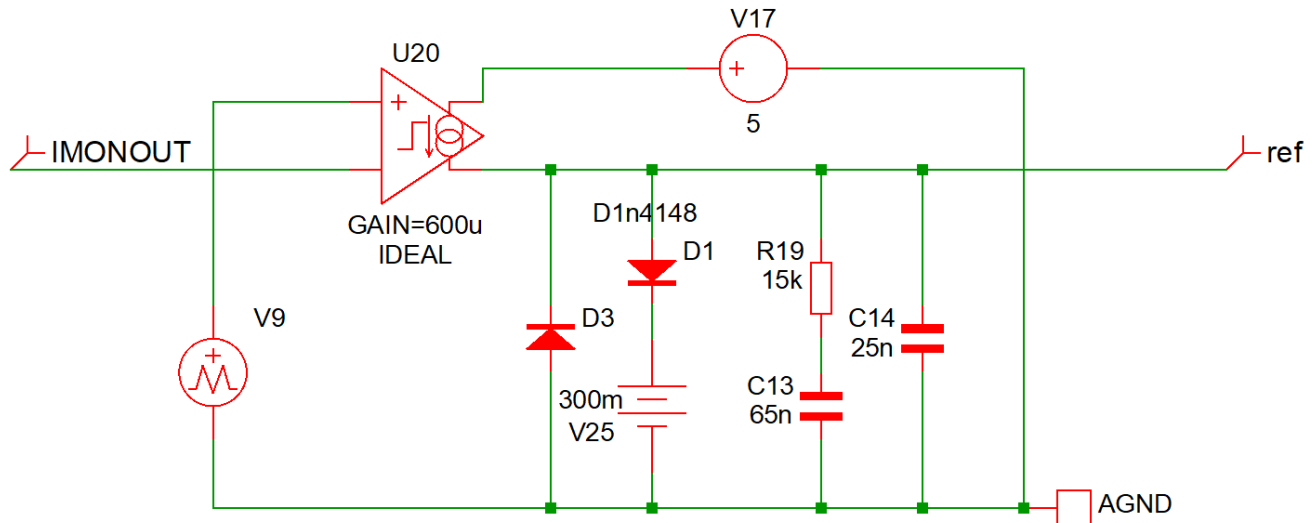 V17
U20
+
+
5
IMONOUT
ref
GAIN=600u
IDEAL
D1n4148
D1
R19
15k
V9
D3
C14
25n
+
C13
65n
300m
V25
AGND